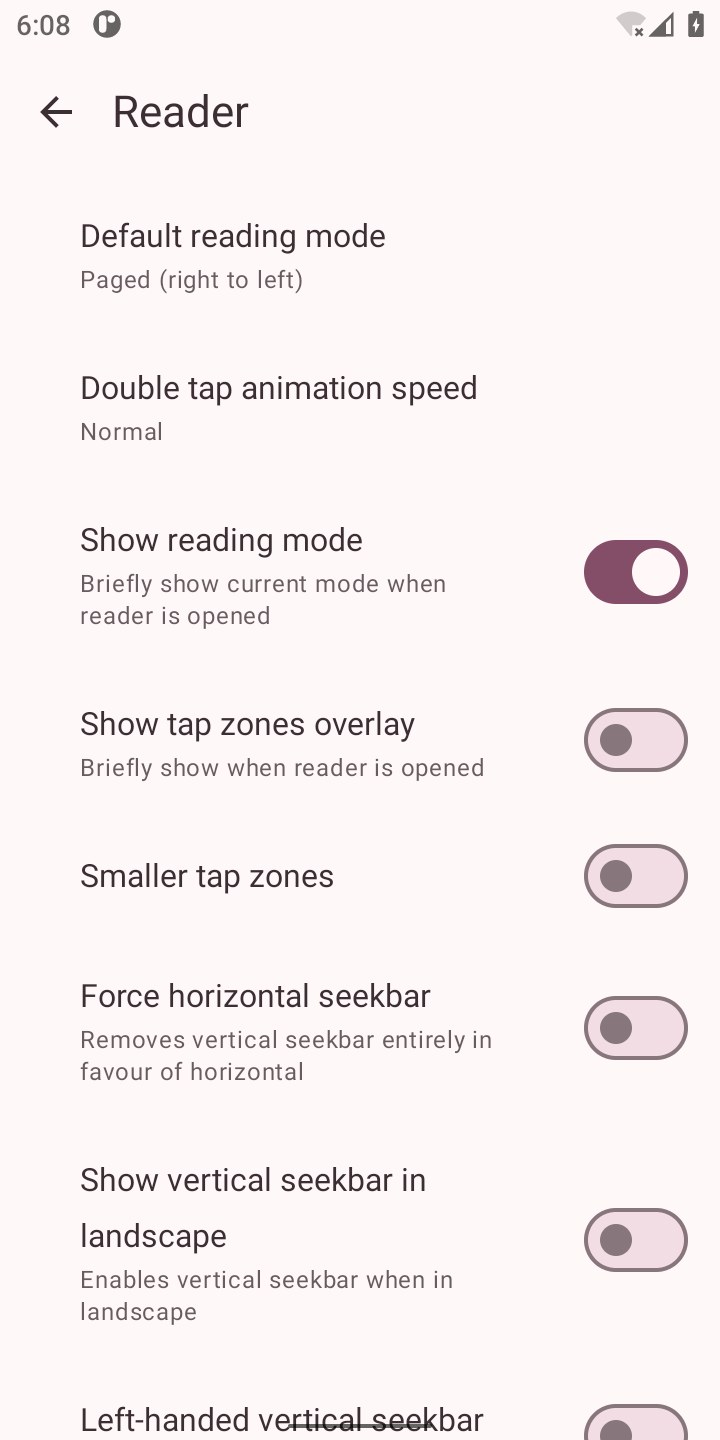 6:08
Reader
Default reading mode
Paged (right to left)
Double tap animation speed
Normal
Show reading mode
Briefly show current mode when
reader is opened
Show tap zones overlay
Briefly show when reader is opened
Smaller tap zones
Force horizontal seekbar
Removes vertical seekbar entirely in
favour of horizontal
Show vertical seekbar in
landscape
Enables vertical seekbar when in
landscape
Left-handed vertical seekbar